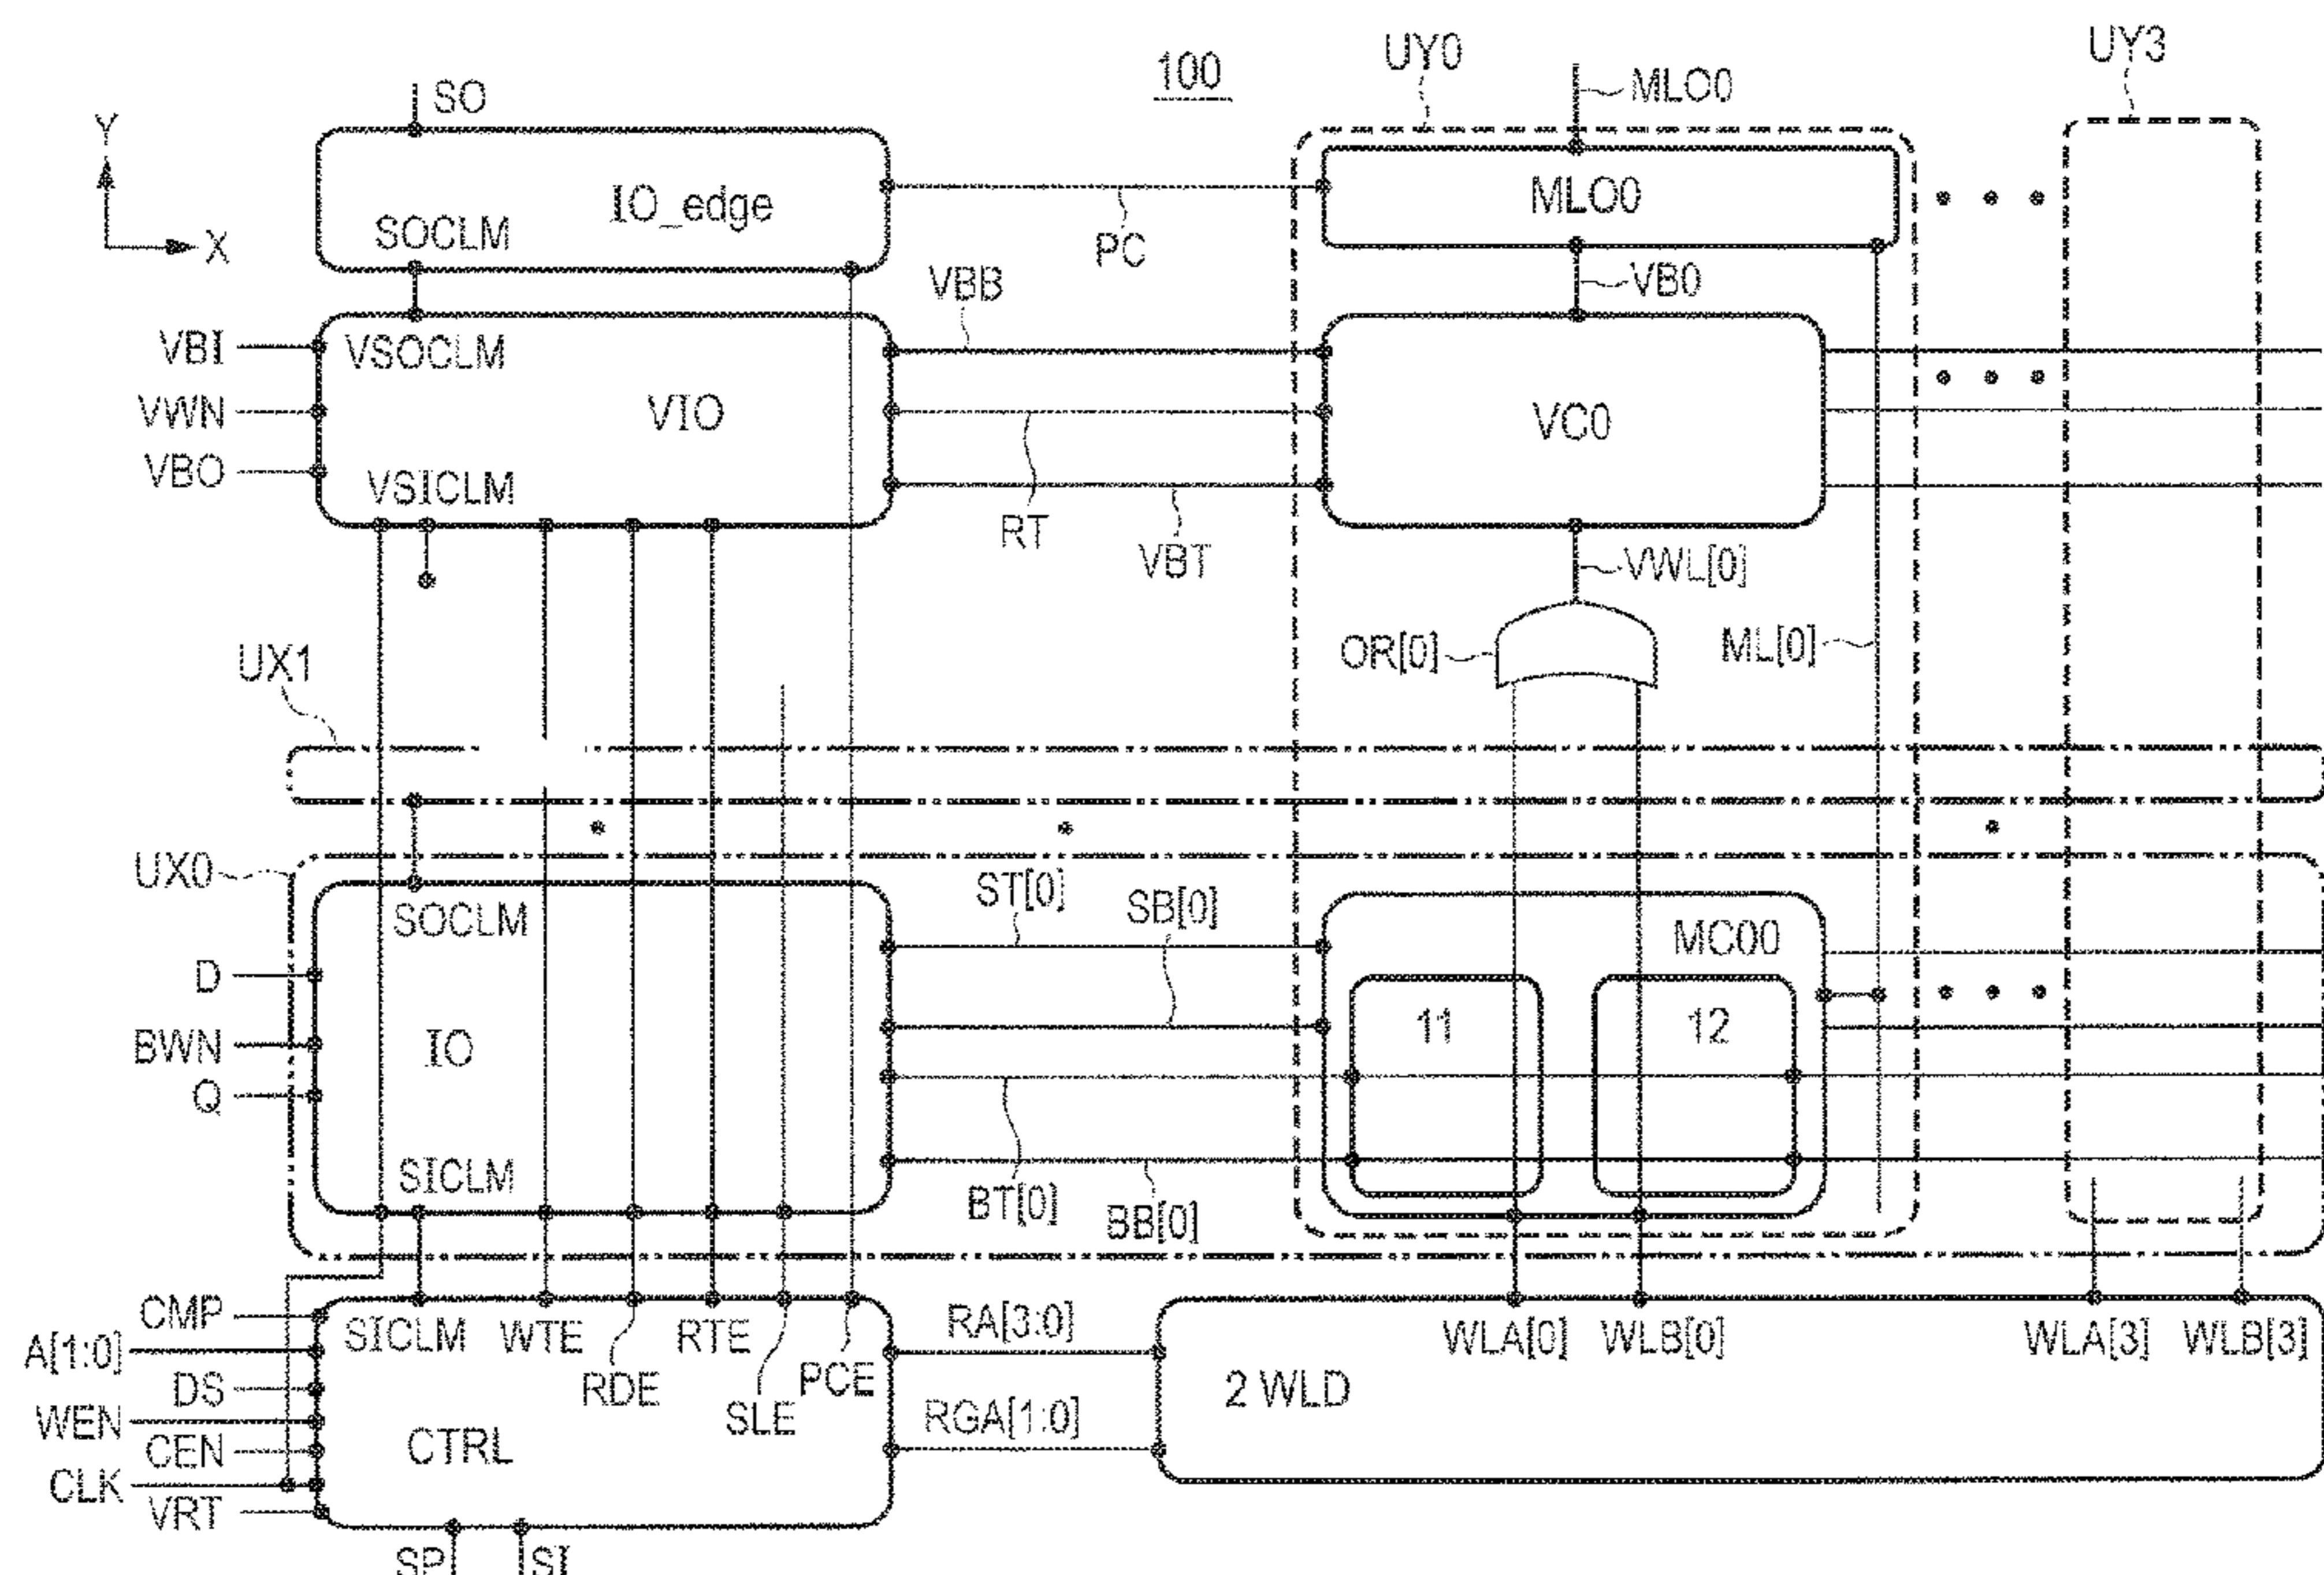 100
UY0
UY3
MLO0
SO
Y
X
IO_edge
SOCLM
PC
MLO0
VBB
VB0
VBI
VSOCLM
VWN
VIO
VC0
VBO
VSICLM
RT
VBT
VWL[0]
UX1
OR[0]
ML[0]
UX0
ST[0]
SB[0]
SOCLM
MC00
D
11
12
BWN
IO
Q
SICLM
BT[0]
BB[0]
CMP
SICLM
WTE
RTE
RA[3:0]
WLA[0]
WLB[0]
WLA[3]
WLB[3]
A[1:0]
DS
RDE
PCE
2 WLD
WEN
SLE
RGA[1:0]
CEN
CTRL
CLK
VRT
SP
SI